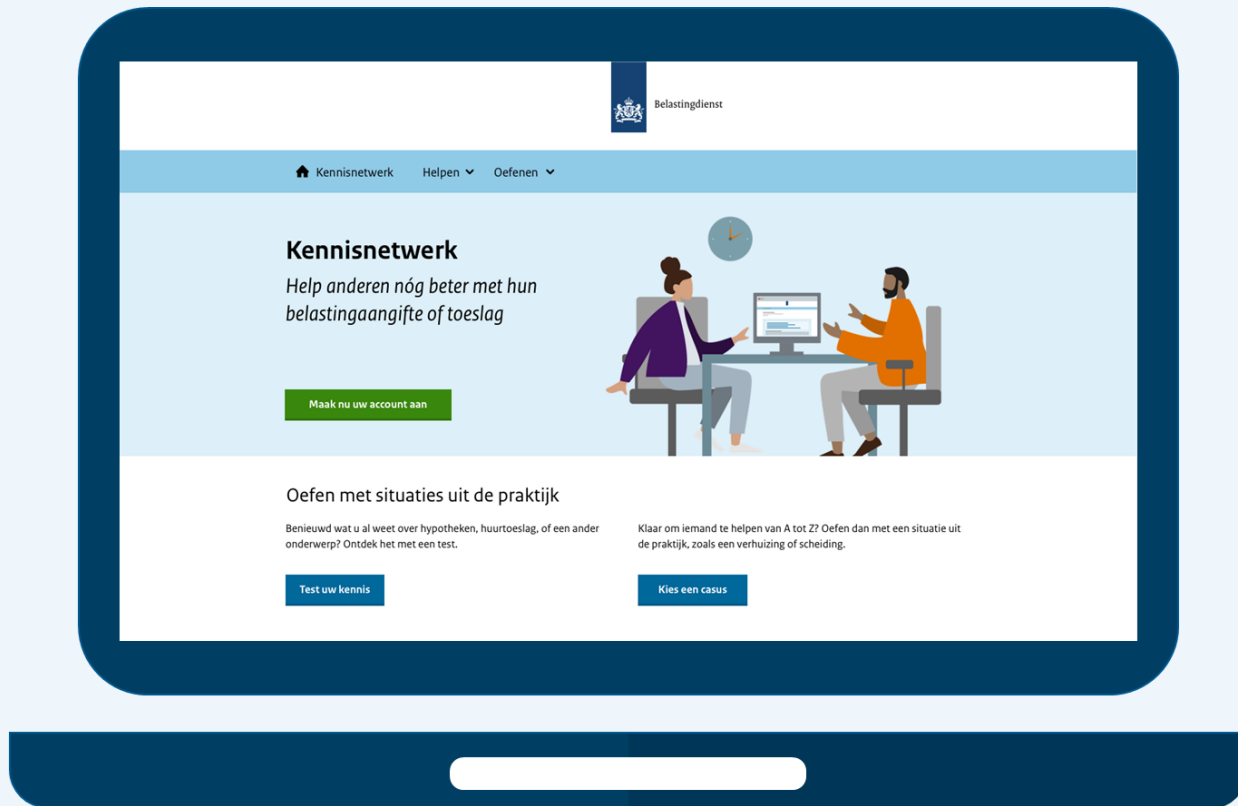 Belastingdienst
Kennisnetwerk Helpen Oefenen
Kennisnetwerk
Help anderen nóg beter met hun
belastingaangifte of toeslag
Maak nu uw account aan
Oefen met situaties uit de praktijk
Benieuwd wat u al weet over hypotheken, huurtoeslag, of een ander
onderwerp? Ontdek het met een test.
Test uw kennis
Klaar om iemand te helpen van A tot Z? Oefen dan met een situatie uit
de praktijk, zoals een verhuizing of scheiding.
Kies een casus